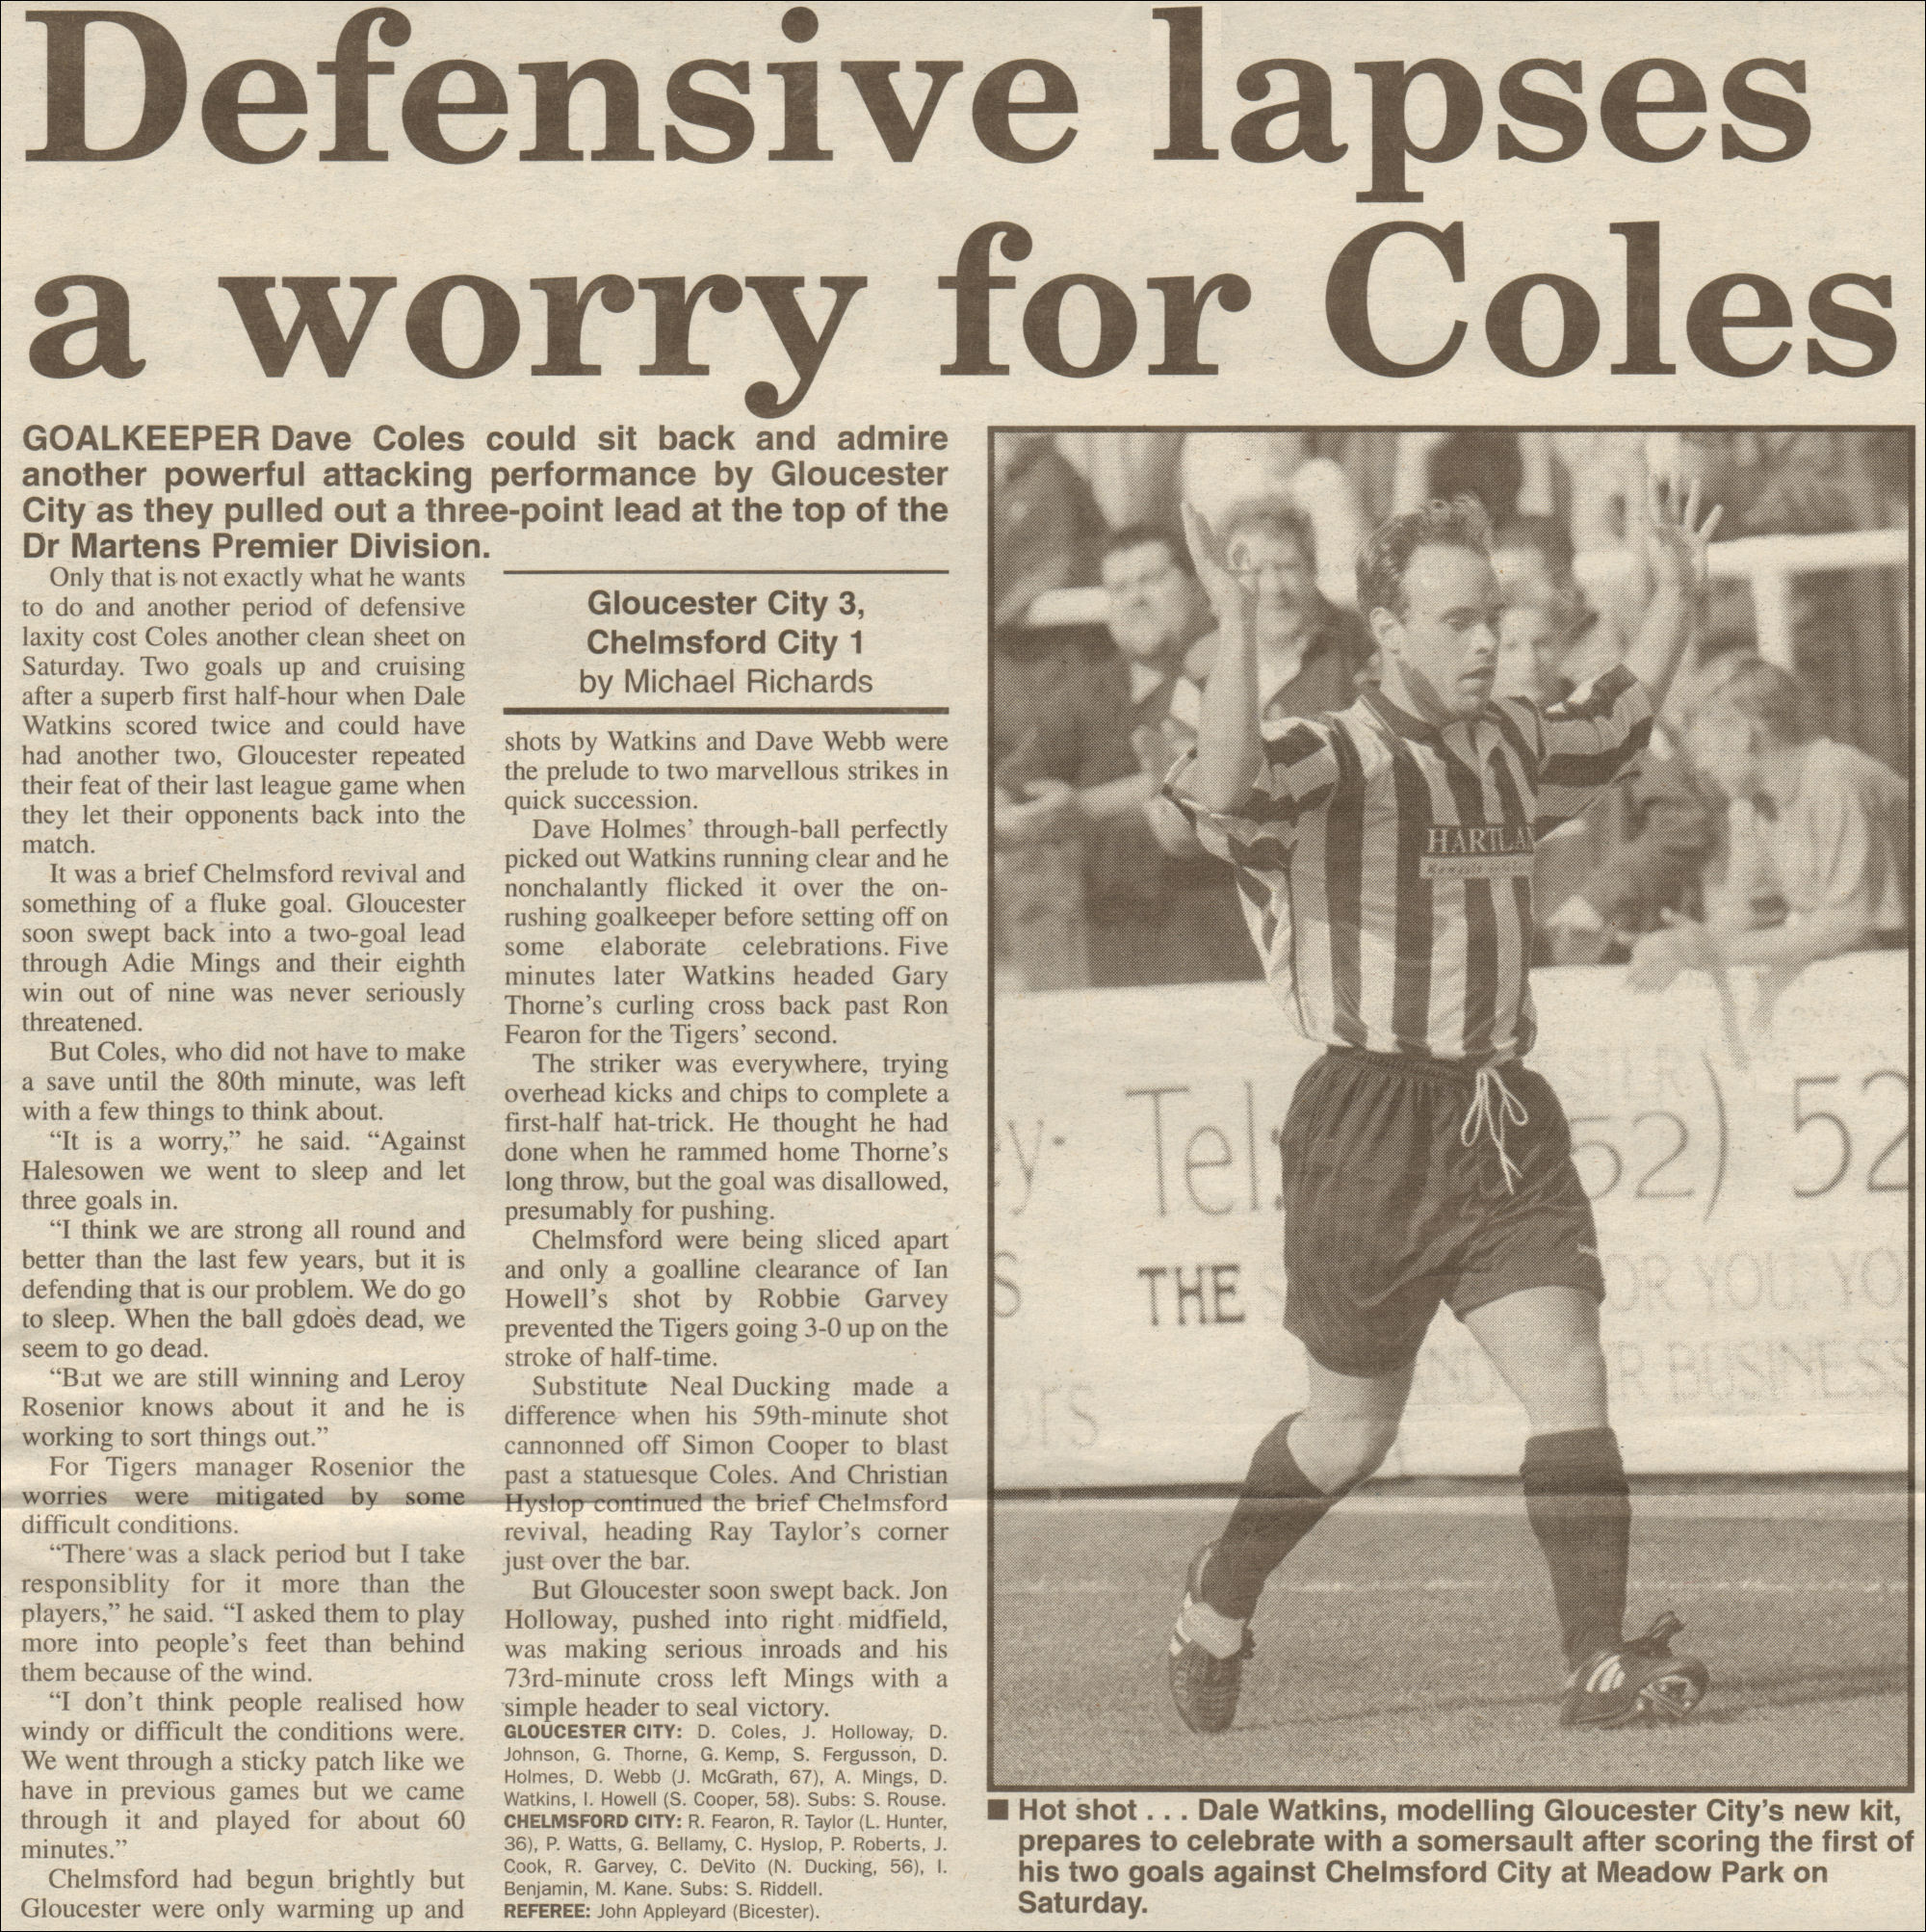 Defensive lapses
a worry for Coles
GOALKEEPER Dave Coles could sit back and admire
another powerful attacking performance by Gloucester
City as they pulled out a three-point lead at the top of the
Dr Martens Premier Division.
Only that is not exactly what he wants
to do and another period of defensive
laxity cost Coles another clean sheet on
Saturday. Two goals up and cruising
after a superb first half-hour when Dale
Watkins scored twice and could have
had another two, Gloucester repeated
their feat of their last league game when
they let their opponents back into the
match.
It was a brief Chelmsford revival and
something of a fluke goal. Gloucester
soon swept back into a two-goal lead
through Adie Mings and their eighth
win out of nine was never seriously
threatened.
But Coles, who did not have to make
a save until the 80th minute, was left
with a few things to think about.
“It is a worry,” he said. “Against
Halesowen we went to sleep and let
three goals in.
“I think we are strong all round and
better than the last few years, but it is
defending that is our problem. We do go
to sleep. When the ball gdoes dead, we
seem to go dead.
“But we are still winning and Leroy
Rosenior knows about it and he is
working to sort things out.”
For Tigers manager Rosenior the
worries were mitigated by some
difficult conditions.
“There was a slack period but I take
responsiblity for it more than the
players,” he said. “I asked them to play
more into people’s feet than behind
them because of the wind.
“I don’t think people realised how
windy or difficult the conditions were.
We went through a sticky patch like we
have in previous games but we came
through it and played for about 60
minutes.”
Chelmsford had begun brightly but
Gloucester were only warming up and
Gloucester City 3,
Chelmsford City 1
by Michael Richards
shots by Watkins and Dave Webb were
the prelude to two marvellous strikes in
quick succession.
Dave Holmes’ through-ball perfectly
picked out Watkins running clear and he
nonchalantly flicked it over the on-
rushing goalkeeper before setting off on
some elaborate celebrations. Five
minutes later Watkins headed Gary
Thorne’s curling cross back past Ron
Fearon for the Tigers’ second.
The striker was everywhere, trying
overhead kicks and chips to complete a
first-half hat-trick. He thought he had
done when he rammed home Thorne’s
long throw, but the goal was disallowed,
presumably for pushing.
Chelmsford were being sliced apart
and only a goalline clearance of Ian
Howell’s shot by Robbie Garvey
prevented the Tigers going 3-0 up on the
stroke of half-time.
Substitute Neal Ducking made a
difference when his 59th-minute shot
cannonned off Simon Cooper to blast
past a statuesque Coles. And Christian
Hyslop continued the brief Chelmsford
revival, heading Ray Taylor’s corner
just over the bar.
But Gloucester soon swept back. Jon
Holloway, pushed into right midfield,
was making serious inroads and his
73rd-minute cross left Mings with a
simple header to seal victory.
GLOUCESTER CITY: D. Coles, J. Holloway, D.
Johnson, G. Thorne, G. Kemp, S. Fergusson, D.
Holmes, D. Webb (J. McGrath, 67), A. Mings, D.
Watkins, I. Howell (S. Cooper, 58). Subs: S. Rouse.
CHELMSFORD CITY: R. Fearon, R. Taylor (L. Hunter,
36), P. Watts, G. Bellamy, C. Hyslop, P. Roberts, J.
Cook, R. Garvey, C. DeVito (N. Ducking, 56), I.
Benjamin, M. Kane. Subs: S. Riddell.
REFEREE: John Appleyard (Bicester).
HARTLA
Tel: 52) 52
THE OR YOU. YO
BUSINESS
■ Hot shot . . . Dale Watkins, modelling Gloucester City’s new kit,
prepares to celebrate with a somersault after scoring the first of
his two goals against Chelmsford City at Meadow Park on
Saturday.